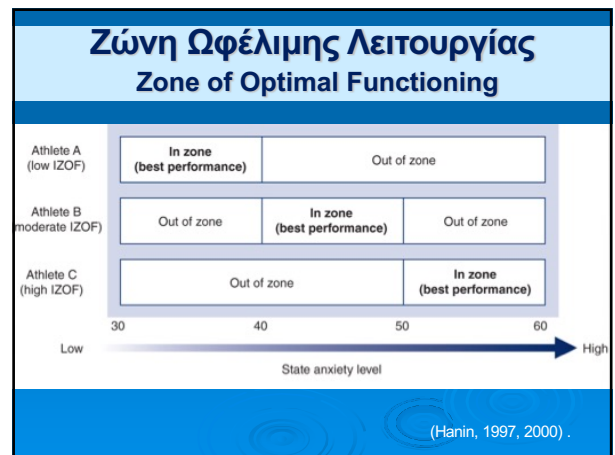 Ζώνη Ωφέλιμης Λειτουργίας
Zone of Optimal Functioning
Athlete A
(low IZOF)
In zone
(best performance)
Out of zone
Athlete B
moderate IZOF)
Out of zone
In zone
(best performance)
Out of zone
Athlete C
(high IZOF)
Out of zone
In zone
(best performance)
30 40 50 60
Low High
State anxiety level
(Hanin, 1997, 2000) .